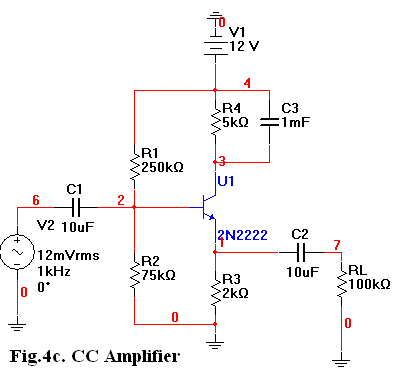 0
V1
12 V
4
R4
5kΩ
C3
1mF
R1
250kΩ
3
U1
6
C1
2
V2
10uF
2N2222
1
C2
7
12mVrms
1kHz
0°
R2
75kΩ
R3
2kΩ
10uF
RL
100kΩ
0
0
0
Fig.4c. CC Amplifier